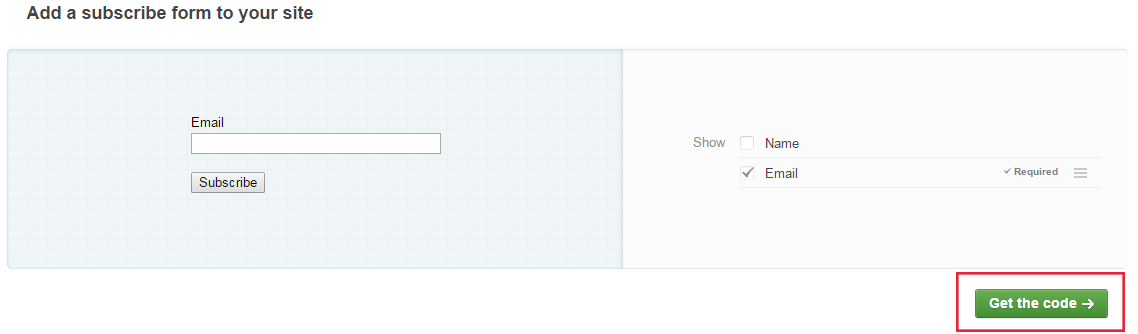 Add a subscribe form to your site
Email
Subscribe
Show
Name
Email
Required
Get the code →